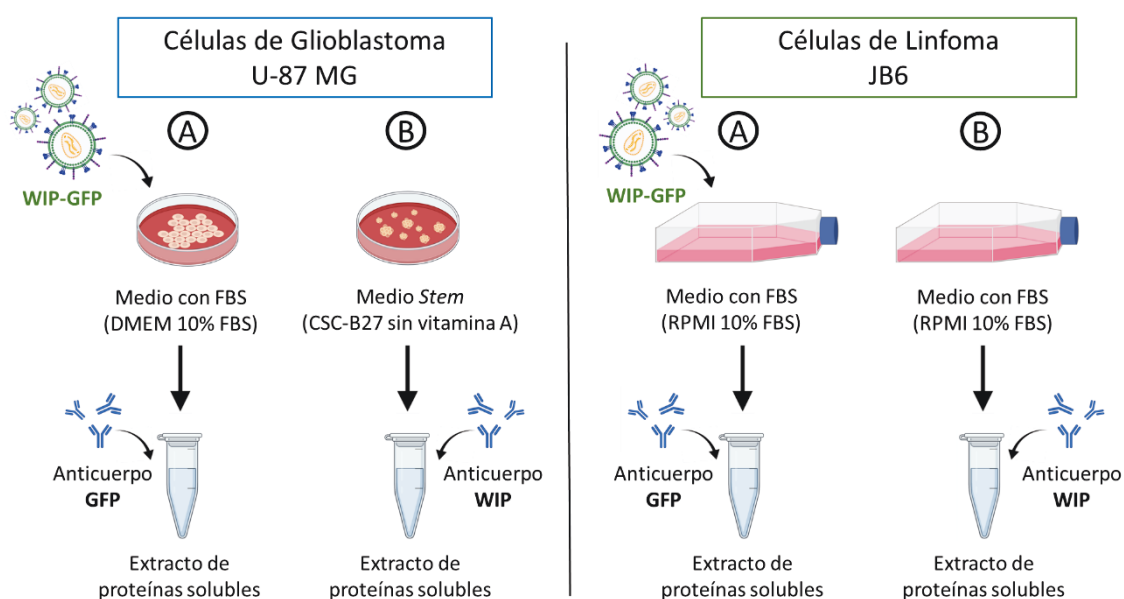 Células de Glioblastoma
U-87 MG
A
B
WIP-GFP
Medio con FBS
(DMEM 10% FBS)
Medio Stem
(CSC-B27 sin vitamina A)
Anticuerpo
GFP
Anticuerpo
WIP
Extracto de
proteínas solubles
Extracto de
proteínas solubles
Células de Linfoma
JB6
A
B
WIP-GFP
Medio con FBS
(RPMI 10% FBS)
Medio con FBS
(RPMI 10% FBS)
Anticuerpo
GFP
Anticuerpo
WIP
Extracto de
proteínas solubles
Extracto de
proteínas solubles